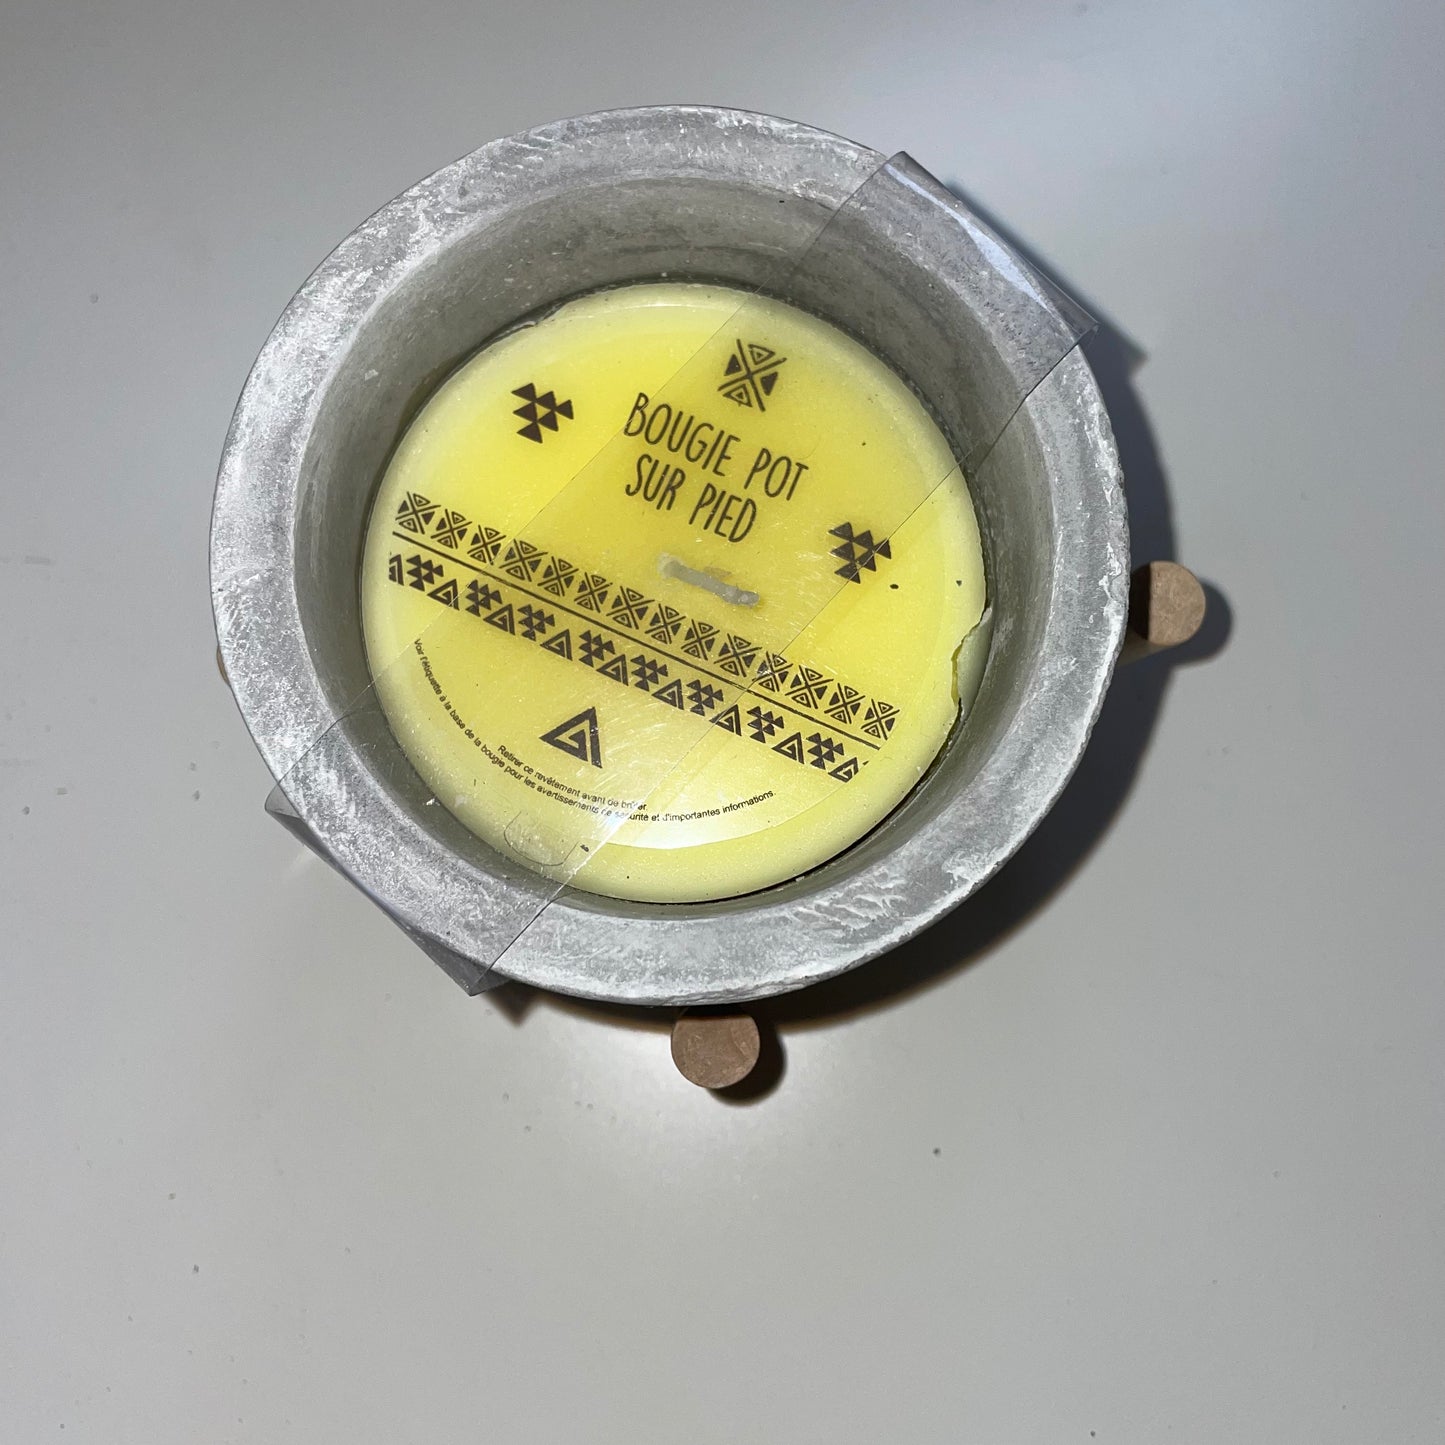 BOUGIE POT
SUR PIED
Retirer ce revêtement avant de brûler.
Voir l'étiquette à la base de la bougie pour les avertissements de sécurité et d'importantes informations.